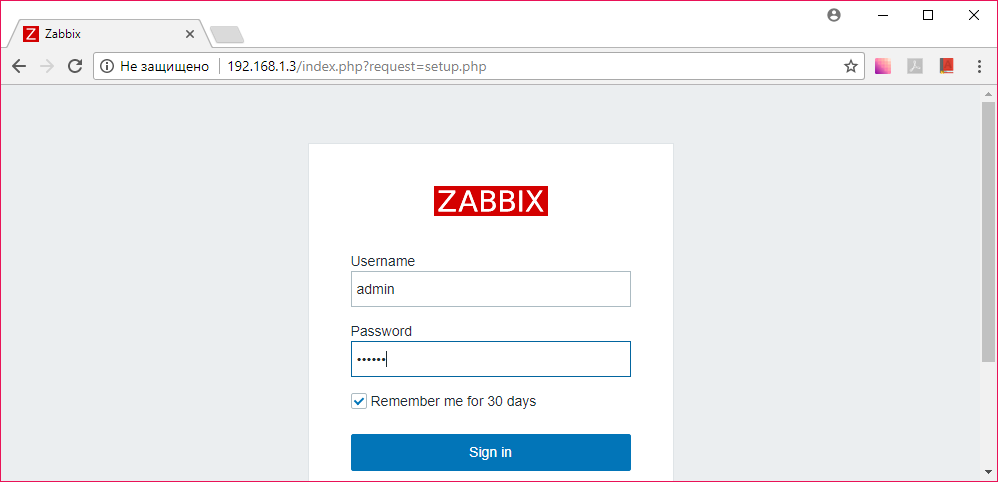 Zabbix
Не защищено 192.168.1.3/index.php?request=setup.php
ZABBIX
Username
admin
Password
••••••
Remember me for 30 days
Sign in